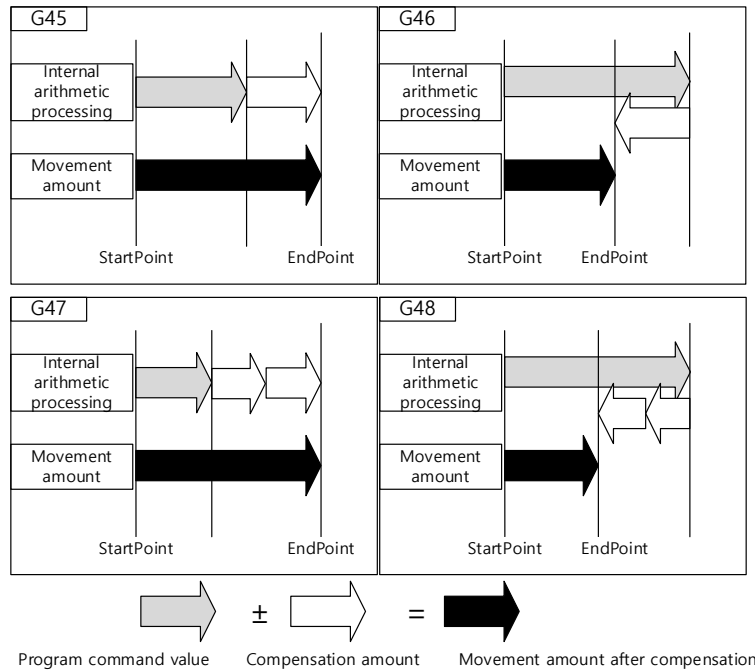 G45
Internal
arithmetic
processing
Movement
amount
StartPoint
EndPoint
G46
Internal
arithmetic
processing
Movement
amount
StartPoint
EndPoint
G47
Internal
arithmetic
processing
Movement
amount
StartPoint
EndPoint
G48
Internal
arithmetic
processing
Movement
amount
StartPoint
EndPoint
± =
Program command value
Compensation amount
Movement amount after compensation